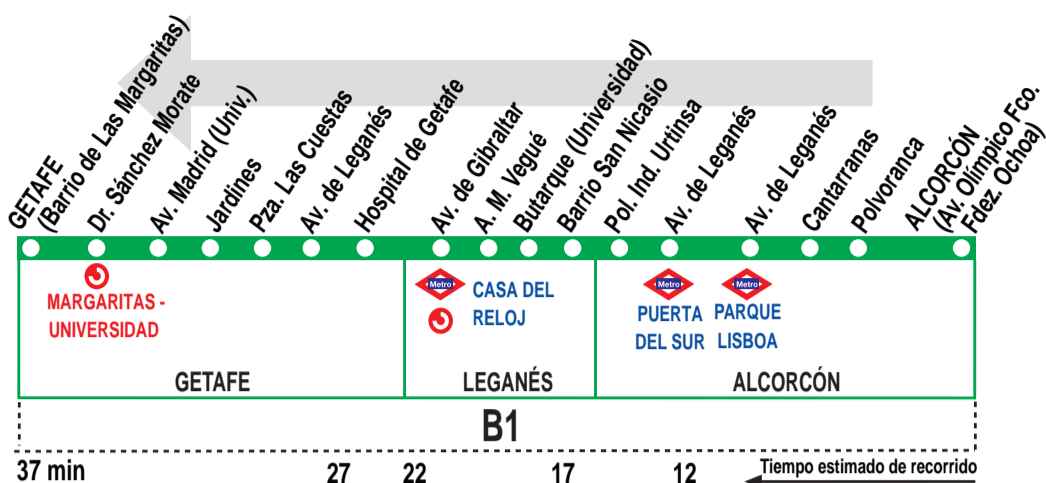 GETAFE
(Barrio de Las Margaritas)
Dr. Sánchez Morate
Av. Madrid (Univ.)
Jardines
Pza. Las Cuestas
Av. de Leganés
Hospital de Getafe
Av. de Gibraltar
A. M. Vegué
Butarque (Universidad)
Barrio San Nicasio
Pol. Ind. Urtinsa
Av. de Leganés
Av. de Leganés
Cantarranas
Polvoranca
ALCORCÓN
(Av. Olimpico Fco.
Fdez. Ochoa)
MARGARITAS -
UNIVERSIDAD
Metro
CASA DEL
RELOJ
Metro
PUERTA
DEL SUR
Metro
PARQUE
LISBOA
GETAFE
LEGANÉS
ALCORCÓN
B1
37 min
27
22
17
12
Tiempo estimado de recorrido